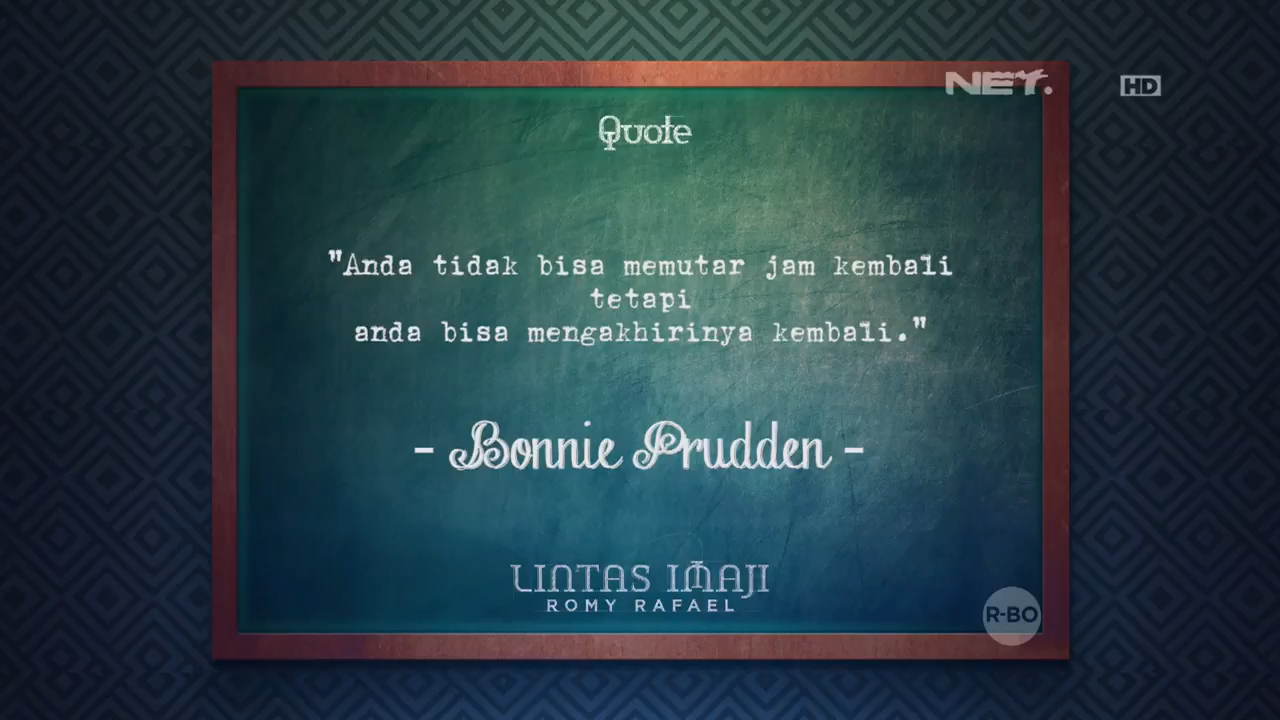 NET.
HD
Quote
"Anda tidak bisa memutar jam kembali
tetapi
anda bisa mengakhirinya kembali."
- Bonnie Prudden -
LINTAS IMAJI
ROMY RAFAEL
R-BO